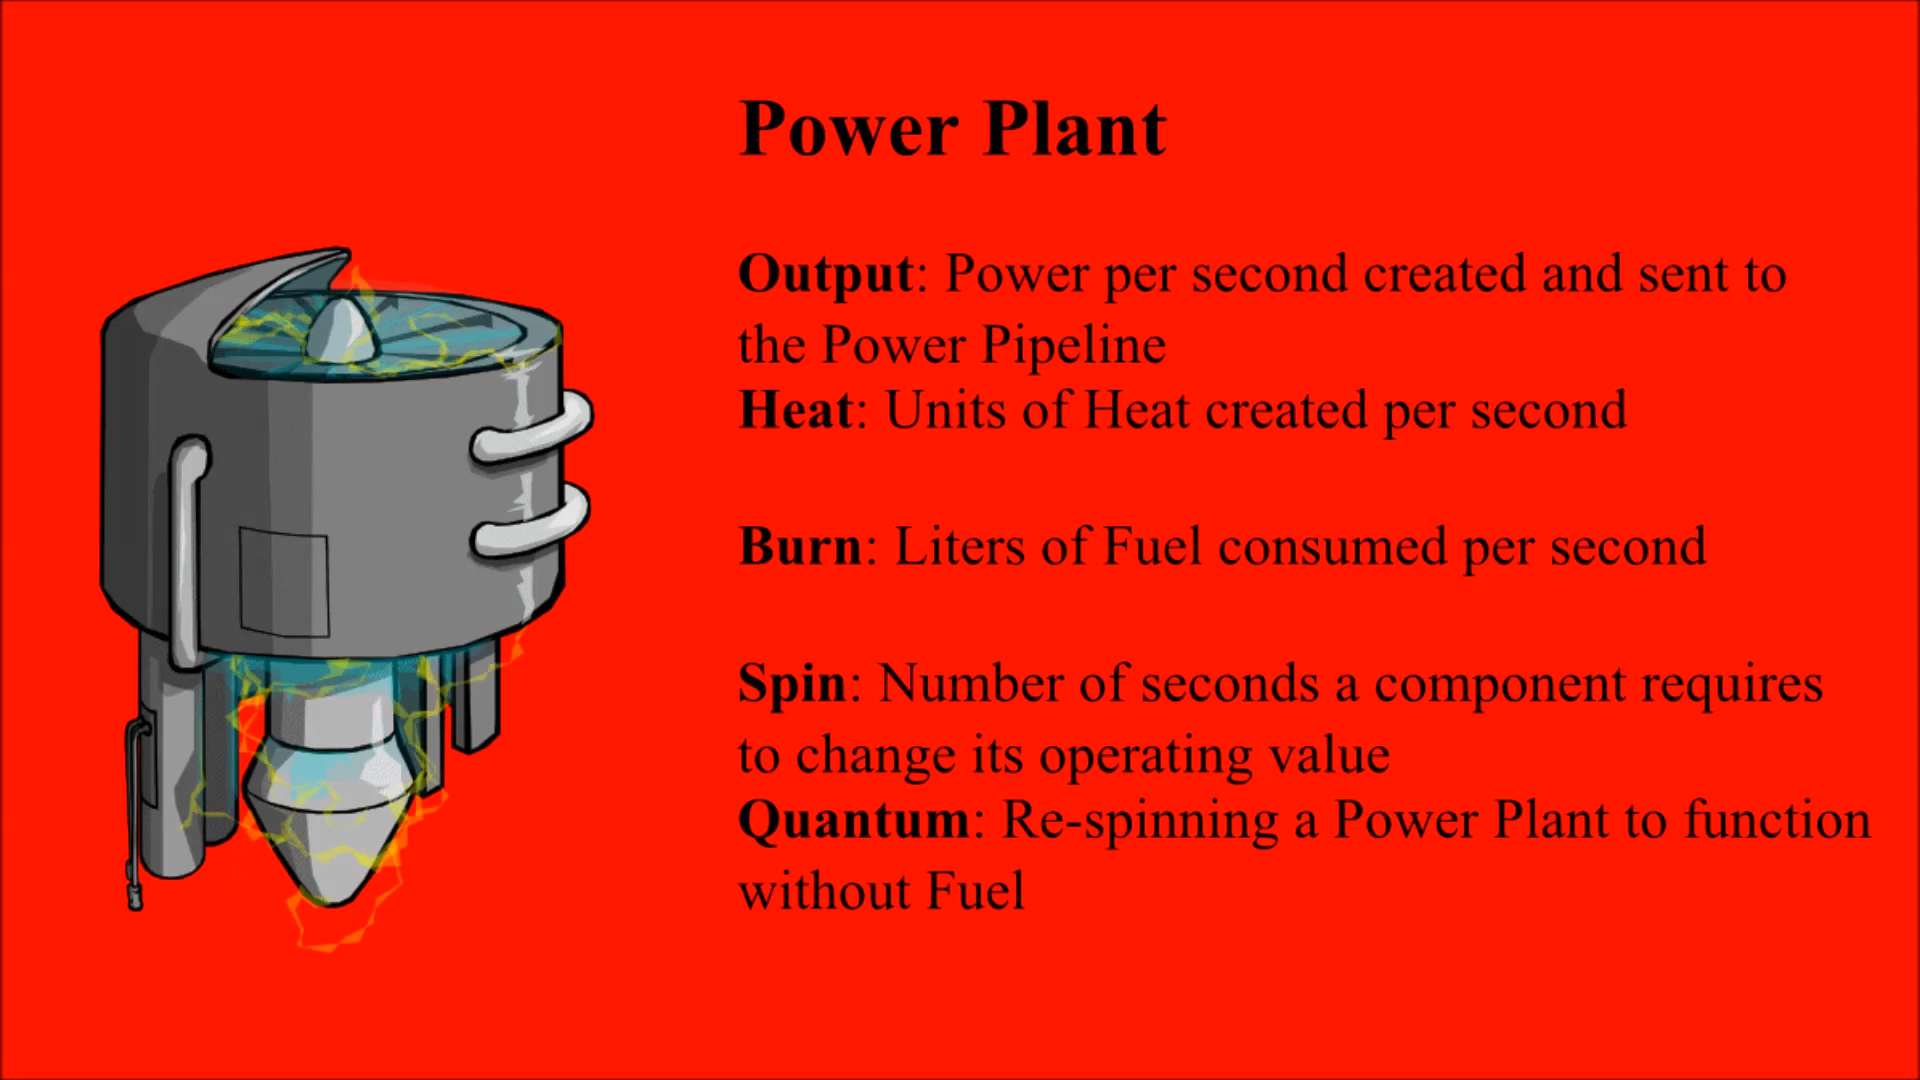 Power Plant
Output: Power per second created and sent to
the Power Pipeline
Heat: Units of Heat created per second
Burn: Liters of Fuel consumed per second
Spin: Number of seconds a component requires
to change its operating value
Quantum: Re-spinning a Power Plant to function
without Fuel